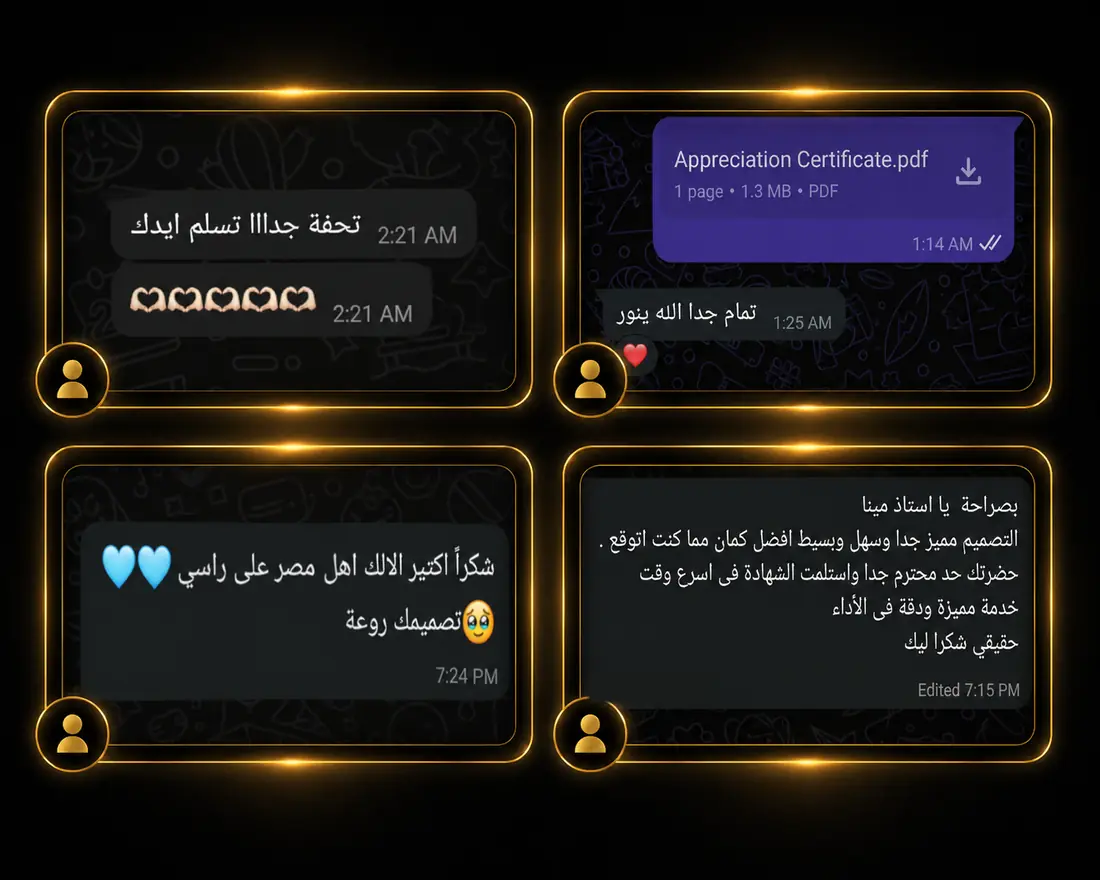 تحفة جدااا تسلم ايدك
2:21 AM
🫶🏻🫶🏻🫶🏻🫶🏻🫶🏻
2:21 AM
Appreciation Certificate.pdf
1 page • 1.3 MB • PDF
1:14 AM
تمام جدا الله ينور
1:25 AM
❤️
شكراً اكتير الالك اهل مصر على راسي 🩵🩵
🥹تصميمك روعة
7:24 PM
بصراحة يا استاذ مينا
التصميم مميز جدا وسهل وبسيط افضل كمان مما كنت اتوقع .
حضرتك حد محترم جدا واستلمت الشهادة فى اسرع وقت
خدمة مميزة ودقة فى الأداء
حقيقي شكرا ليك
Edited 7:15 PM